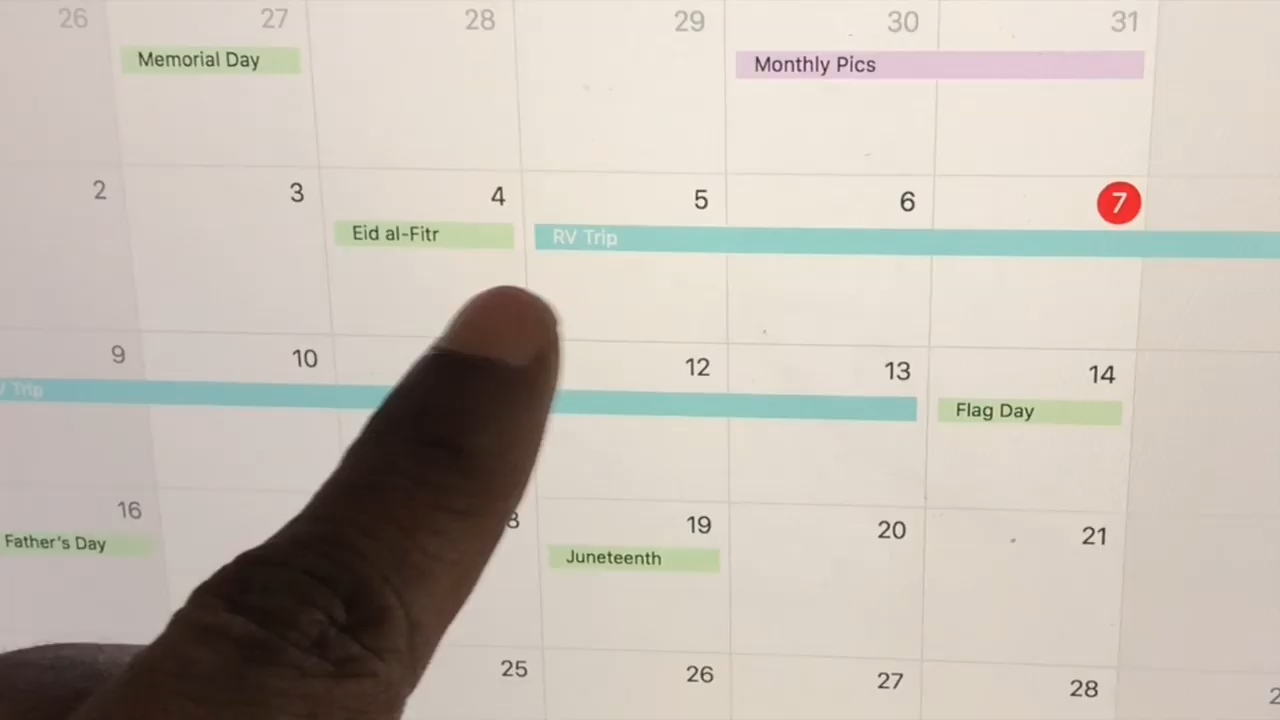 26 27 28 29 30 31
Memorial Day Monthly Pics
2 3 4 5 6 7
Eid al-Fitr RV Trip
9 10 12 13 14
Trip Flag Day
16 19 20 21
Father's Day Juneteenth
25 26 27 28